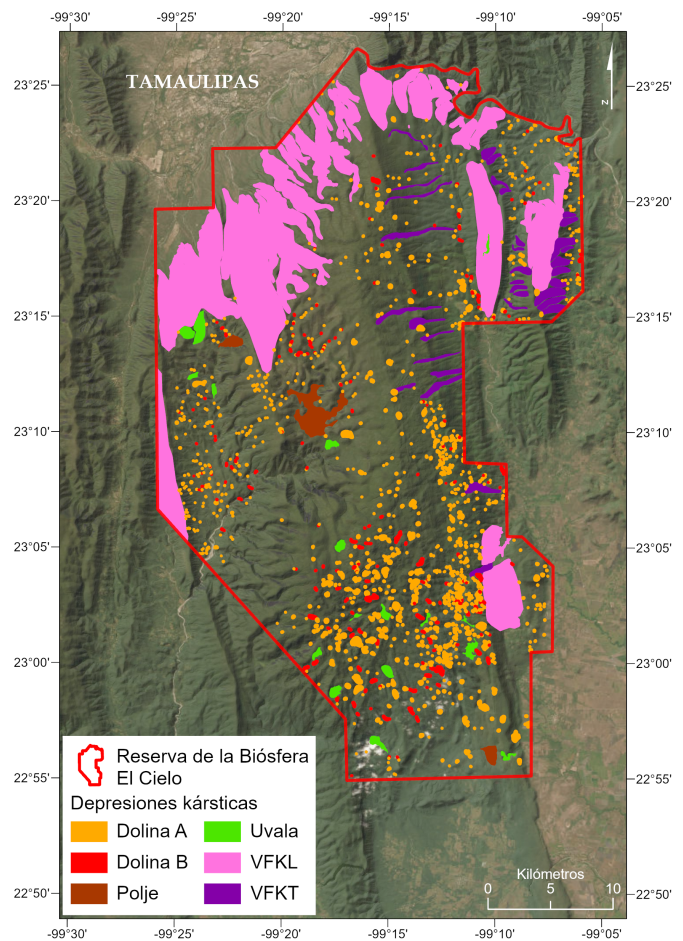 -99°30' -99°25' -99°20' -99°15' -99°10' -99°05'
TAMAULIPAS
N
23°25' 23°25'
23°20' 23°20'
23°15' 23°15'
23°10' 23°10'
23°05' 23°05'
23°00' 23°00'
22°55' 22°55'
22°50' 22°50'
Reserva de la Biósfera
El Cielo
Depresiones kársticas
Dolina A Uvala
Dolina B VFKL
Polje VFKT
Kilómetros
0 5 10
-99°30' -99°25' -99°20' -99°15' -99°10' -99°05'